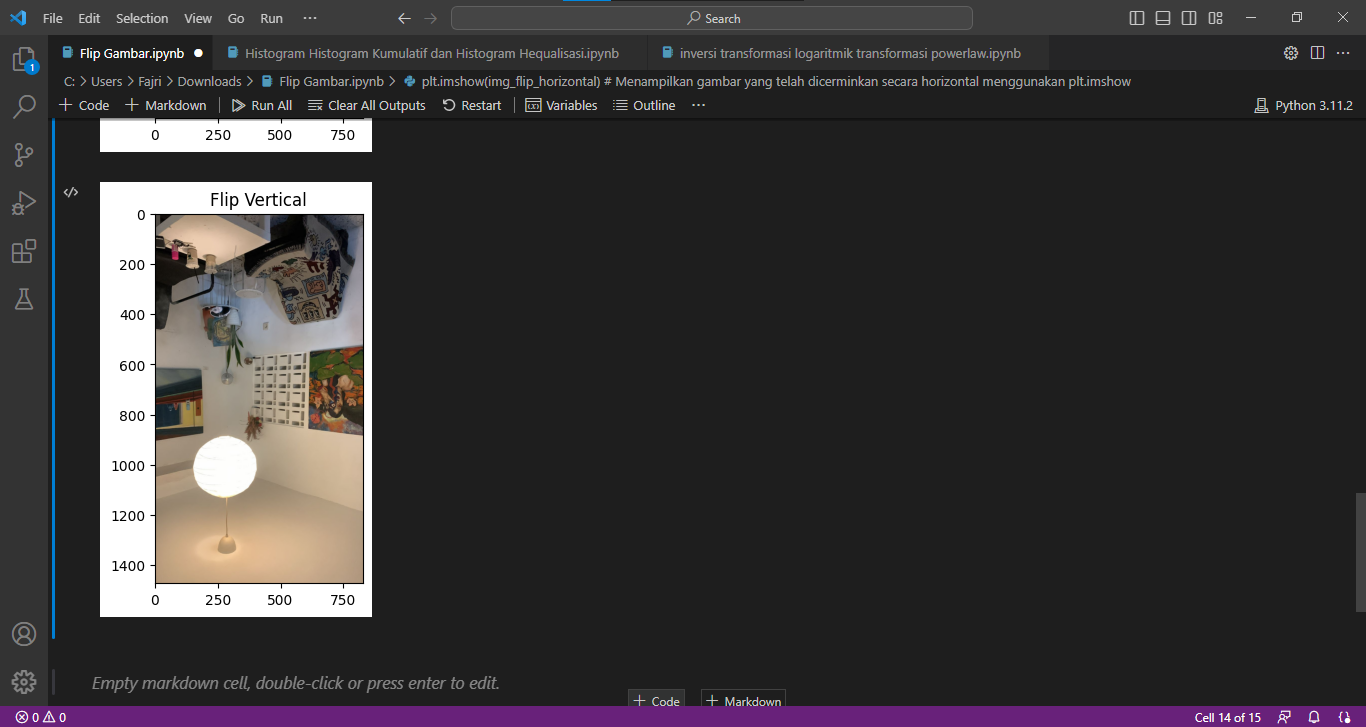 File Edit Selection View Go Run ··· Search
Flip Gambar.ipynb Histogram Histogram Kumulatif dan Histogram Hequalisasi.ipynb inversi transformasi logaritmik transformasi powerlaw.ipynb
1
C: > Users > Fajri > Downloads > Flip Gambar.ipynb > plt.imshow(img_flip_horizontal) # Menampilkan gambar yang telah dicerminkan secara horizontal menggunakan plt.imshow
+ Code + Markdown Run All Clear All Outputs Restart Variables Outline ··· Python 3.11.2
0 250 500 750
Flip Vertical
0
200
400
600
800
1000
1200
1400
0 250 500 750
Empty markdown cell, double-click or press enter to edit.
+ Code + Markdown
0 0 Cell 14 of 15